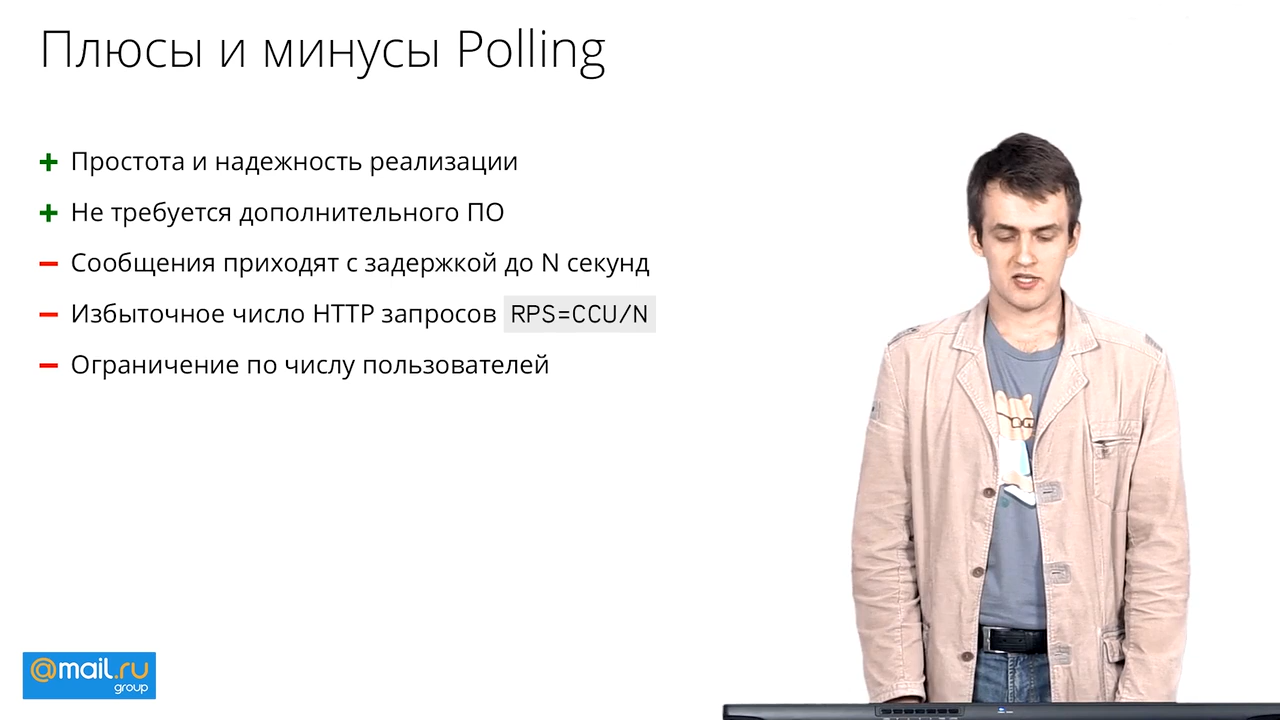 Плюсы и минусы Polling
+ Простота и надежность реализации
+ Не требуется дополнительного ПО
− Сообщения приходят с задержкой до N секунд
− Избыточное число HTTP запросов RPS=CCU/N
− Ограничение по числу пользователей
@mail.ru
group